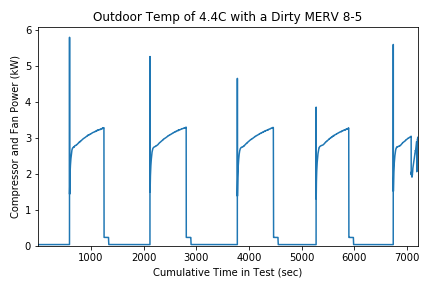 Outdoor Temp of 4.4C with a Dirty MERV 8-5
Compressor and Fan Power (kW)
6
5
4
3
2
1
0
1000 2000 3000 4000 5000 6000 7000
Cumulative Time in Test (sec)